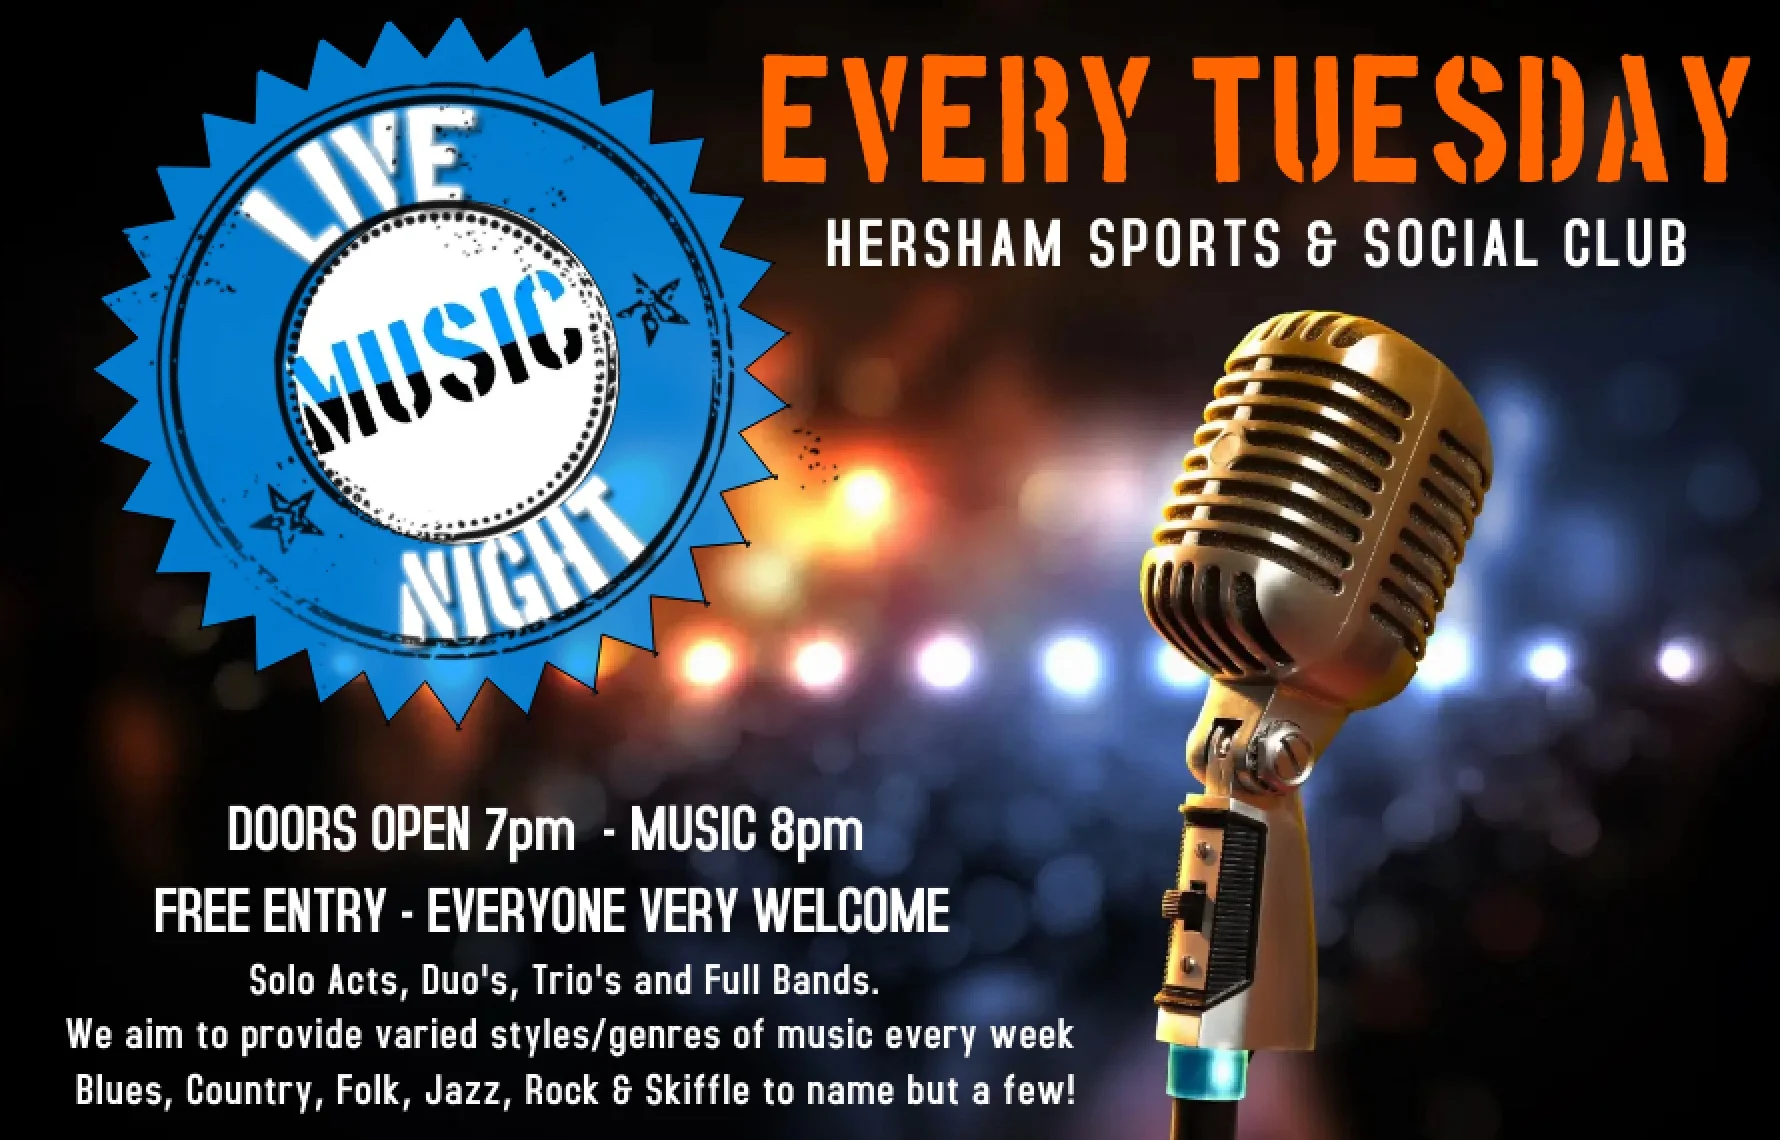 LIVE
MUSIC
NIGHT
EVERY TUESDAY
HERSHAM SPORTS & SOCIAL CLUB
DOORS OPEN 7pm - MUSIC 8pm
FREE ENTRY - EVERYONE VERY WELCOME
Solo Acts, Duo's, Trio's and Full Bands.
We aim to provide varied styles/genres of music every week
Blues, Country, Folk, Jazz, Rock & Skiffle to name but a few!